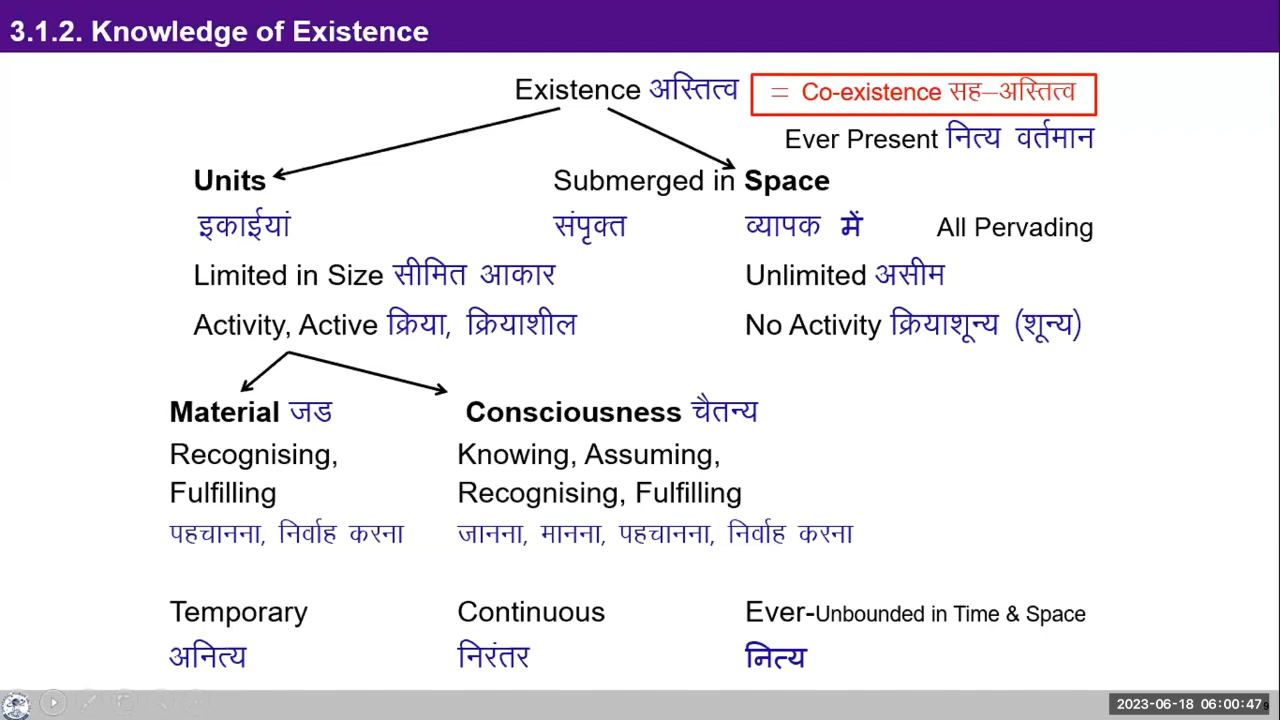 3.1.2. Knowledge of Existence
Existence अस्तित्व = Co-existence सह–अस्तित्व
Ever Present नित्य वर्तमान
Units Submerged in Space
इकाईयां संपृक्त व्यापक में All Pervading
Limited in Size सीमित आकार Unlimited असीम
Activity, Active क्रिया, क्रियाशील No Activity क्रियाशून्य (शून्य)
Material जड Consciousness चैतन्य
Recognising, Knowing, Assuming,
Fulfilling Recognising, Fulfilling
पहचानना, निर्वाह करना जानना, मानना, पहचानना, निर्वाह करना
Temporary Continuous Ever-Unbounded in Time & Space
अनित्य निरंतर नित्य
2023-06-18 06:00:47
9